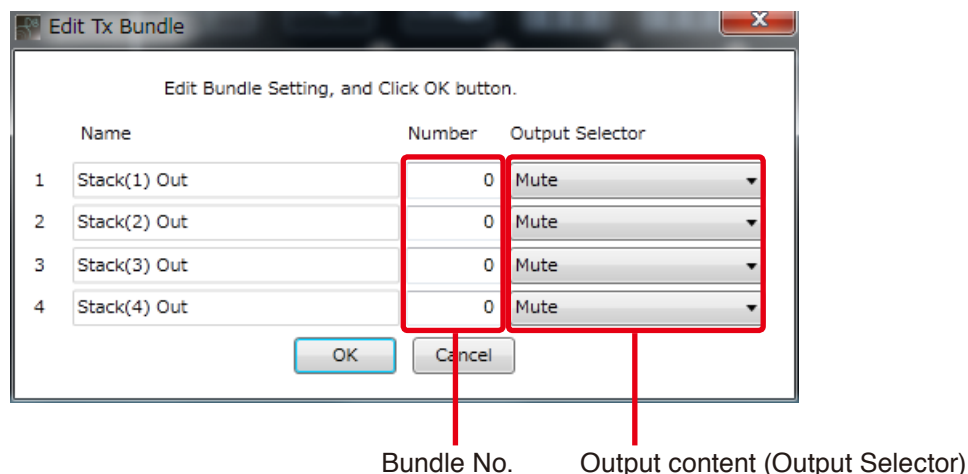 Edit Tx Bundle
Edit Bundle Setting, and Click OK button.
Name Number Output Selector
1 Stack(1) Out 0 Mute
2 Stack(2) Out 0 Mute
3 Stack(3) Out 0 Mute
4 Stack(4) Out 0 Mute
OK Cancel
Bundle No. Output content (Output Selector)